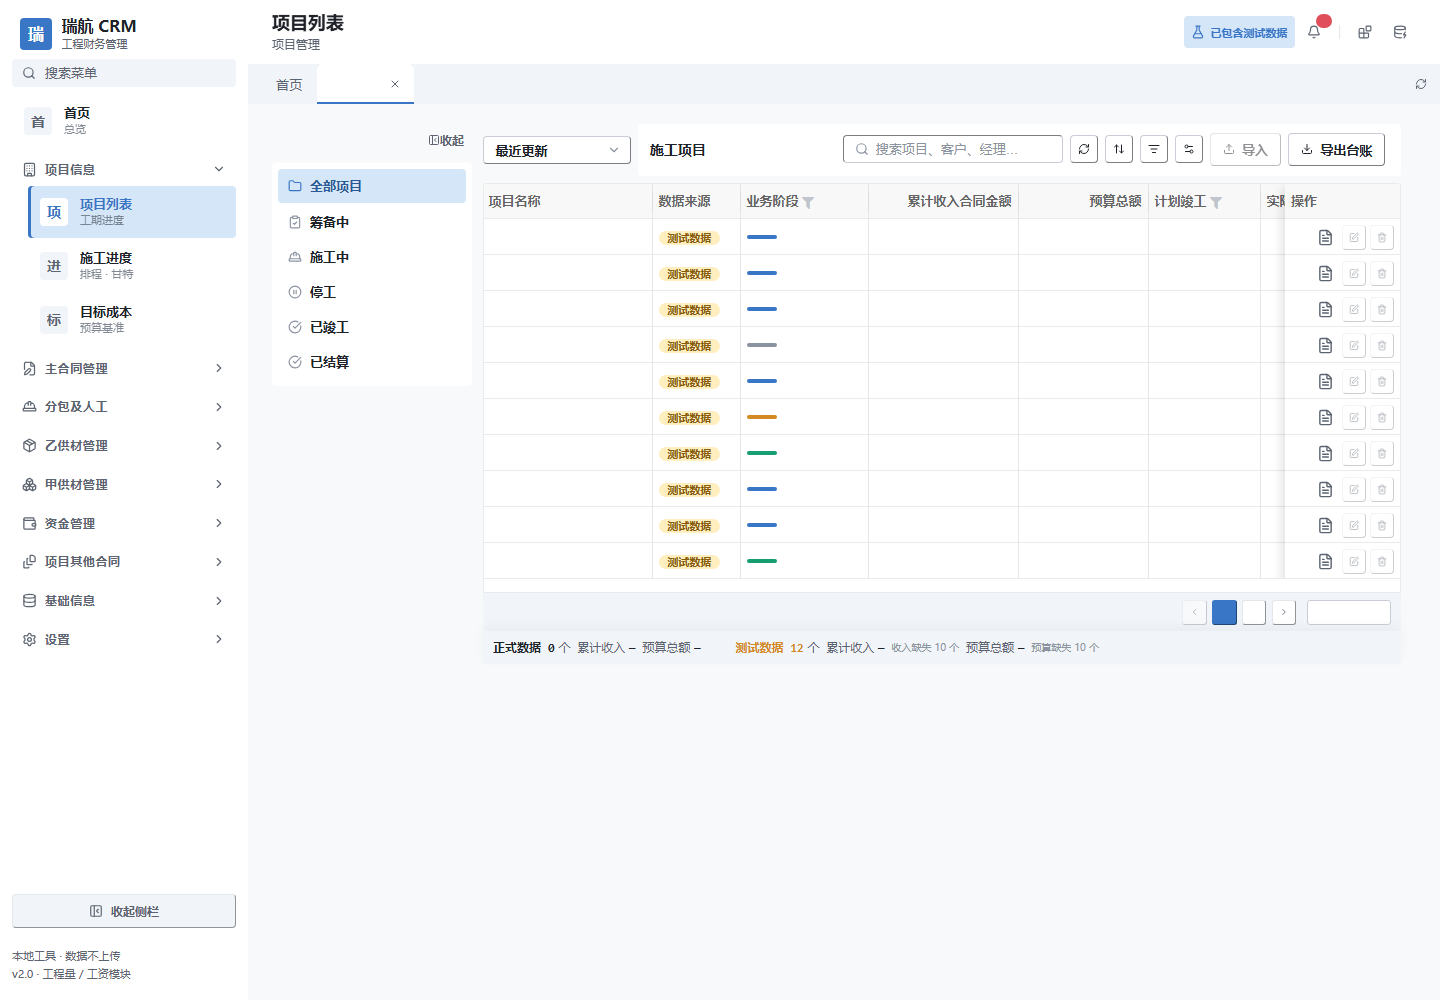 瑞 瑞航 CRM
工程财务管理
搜索菜单
首 首页
总览
项目信息
项 项目列表
工期进度
进 施工进度
排程 · 甘特
标 目标成本
预算基准
主合同管理
分包及人工
乙供材管理
甲供材管理
资金管理
项目其他合同
基础信息
设置
收起侧栏
本地工具 · 数据不上传
v2.0 · 工程量 / 工资模块
项目列表
项目管理
已包含测试数据
首页
收起
全部项目
筹备中
施工中
停工
已竣工
已结算
最近更新
施工项目
搜索项目、客户、经理...
导入
导出台账
项目名称 数据来源 业务阶段 累计收入合同金额 预算总额 计划竣工 操作
测试数据
测试数据
测试数据
测试数据
测试数据
测试数据
测试数据
测试数据
测试数据
测试数据
正式数据 0 个 累计收入 – 预算总额 – 测试数据 12 个 累计收入 – 收入缺失 10 个 预算总额 – 预算缺失 10 个